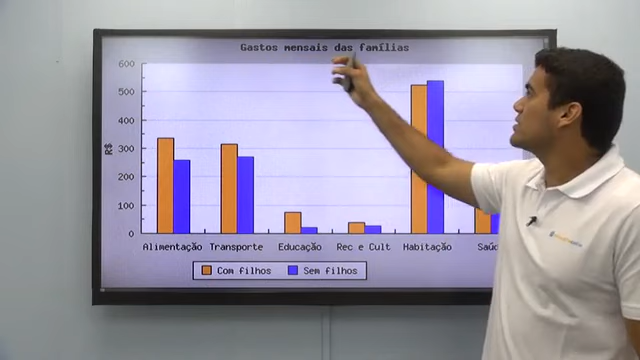 Gastos mensais das famílias
600
500
400
300
200
100
0
R$
Alimentação Transporte Educação Rec e Cult Habitação
Com filhos Sem filhos